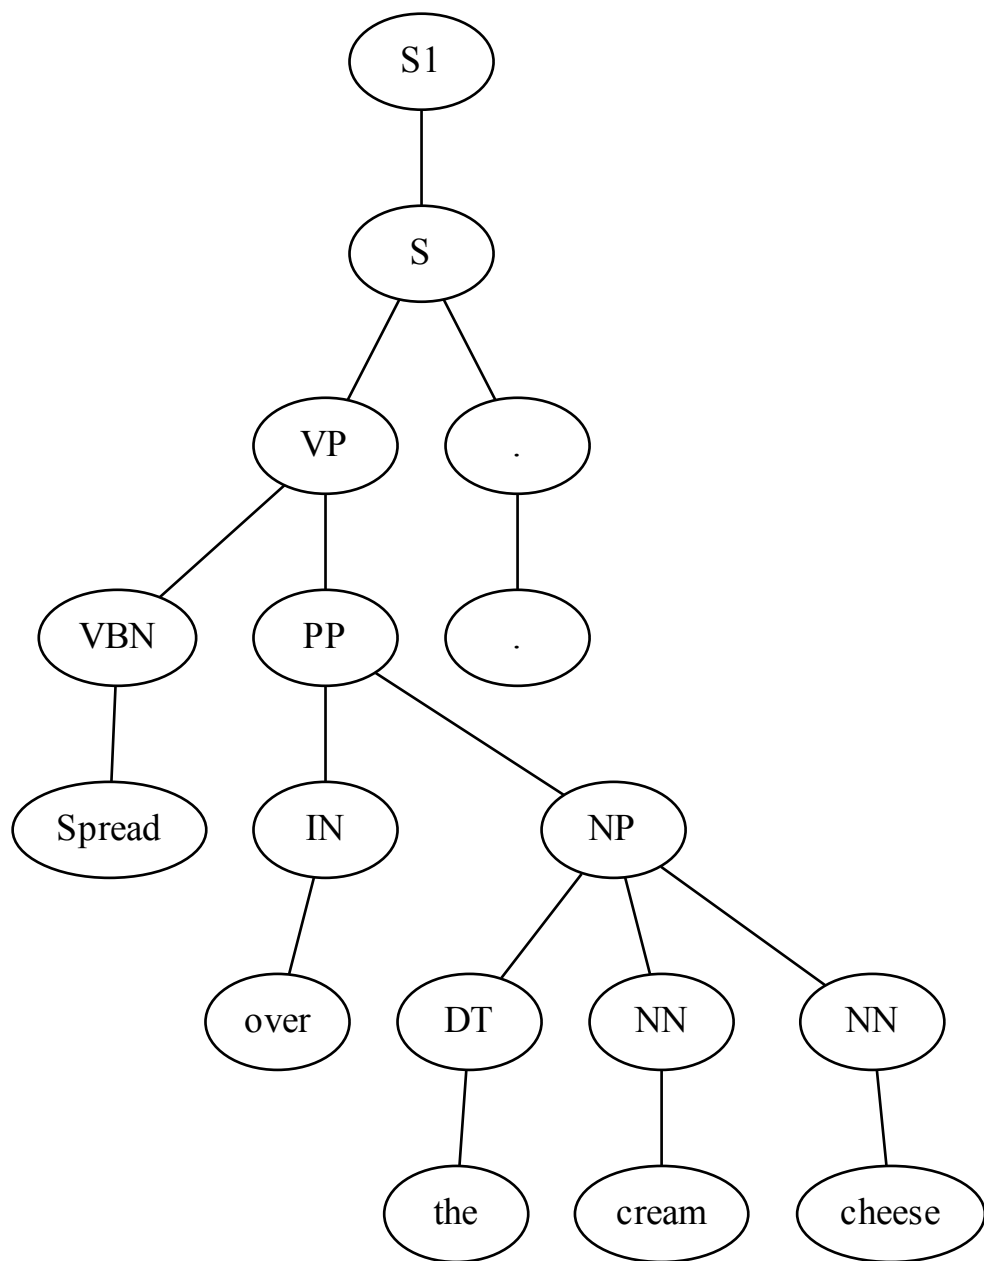 S1
S
VP .
VBN PP .
Spread IN NP
over DT NN NN
the cream cheese